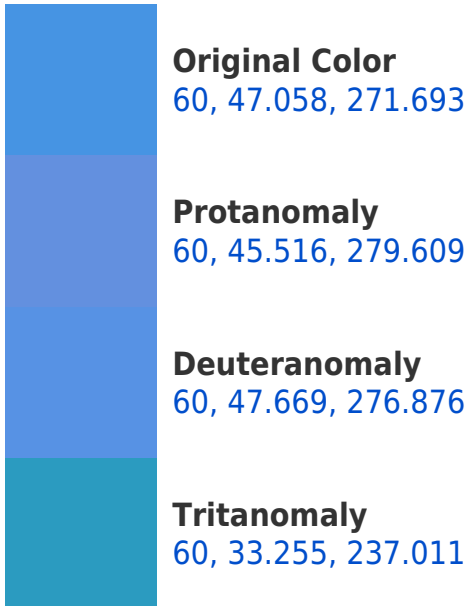 Original Color
60, 47.058, 271.693
Protanomaly
60, 45.516, 279.609
Deuteranomaly
60, 47.669, 276.876
Tritanomaly
60, 33.255, 237.011